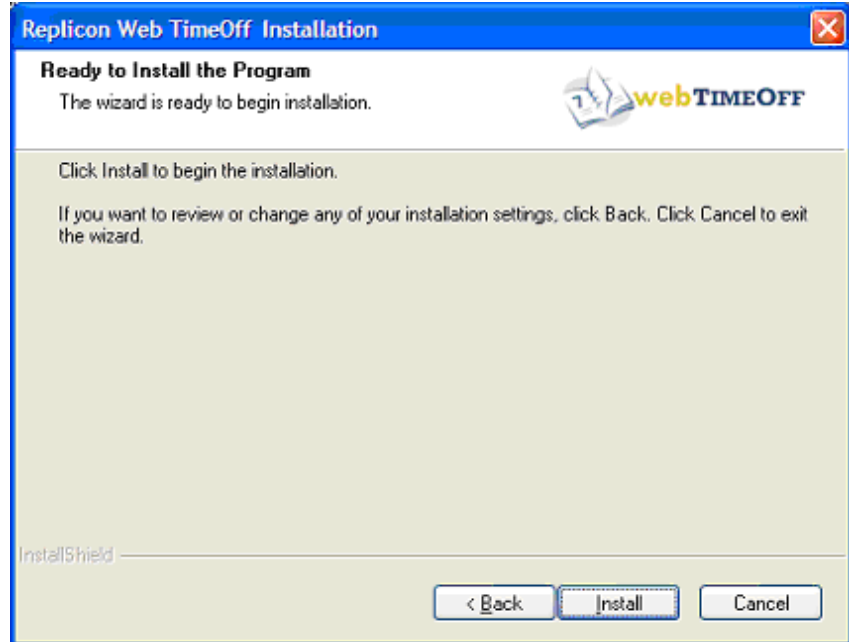 Replicon Web TimeOff Installation
Ready to Install the Program
The wizard is ready to begin installation.
webTIMEOFF
Click Install to begin the installation.
If you want to review or change any of your installation settings, click Back. Click Cancel to exit
the wizard.
InstallShield
< Back Install Cancel